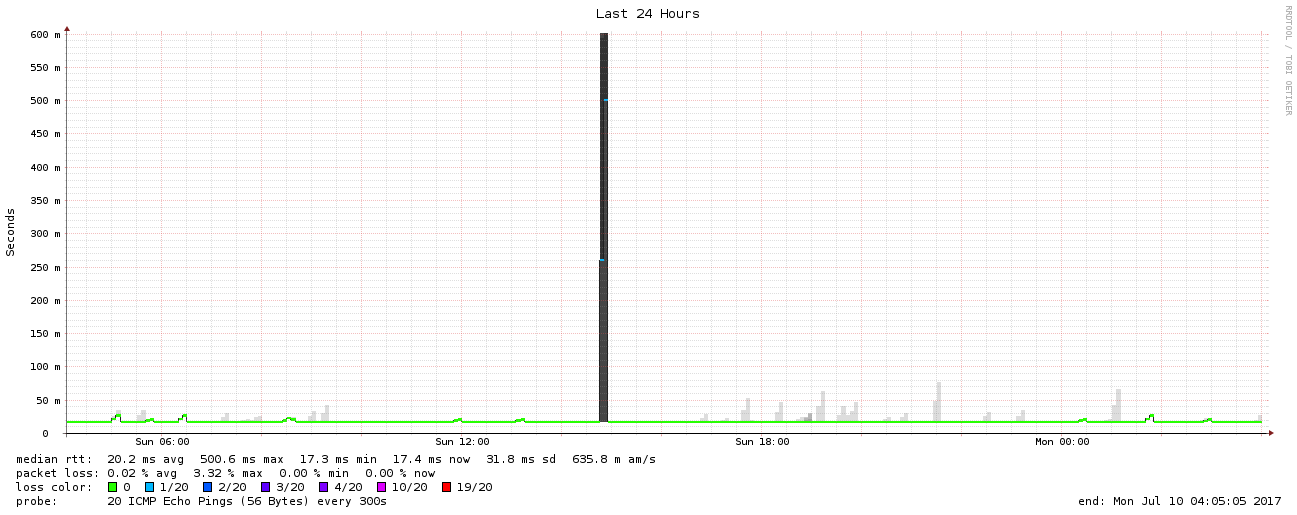 Last 24 Hours
RRDTOOL / TOBI OETIKER
Seconds
600 m
550 m
500 m
450 m
400 m
350 m
300 m
250 m
200 m
150 m
100 m
50 m
0
Sun 06:00 Sun 12:00 Sun 18:00 Mon 00:00
median rtt: 20.2 ms avg 500.6 ms max 17.3 ms min 17.4 ms now 31.8 ms sd 635.8 m am/s
packet loss: 0.02 % avg 3.32 % max 0.00 % min 0.00 % now
loss color: 0 1/20 2/20 3/20 4/20 10/20 19/20
probe: 20 ICMP Echo Pings (56 Bytes) every 300s end: Mon Jul 10 04:05:05 2017